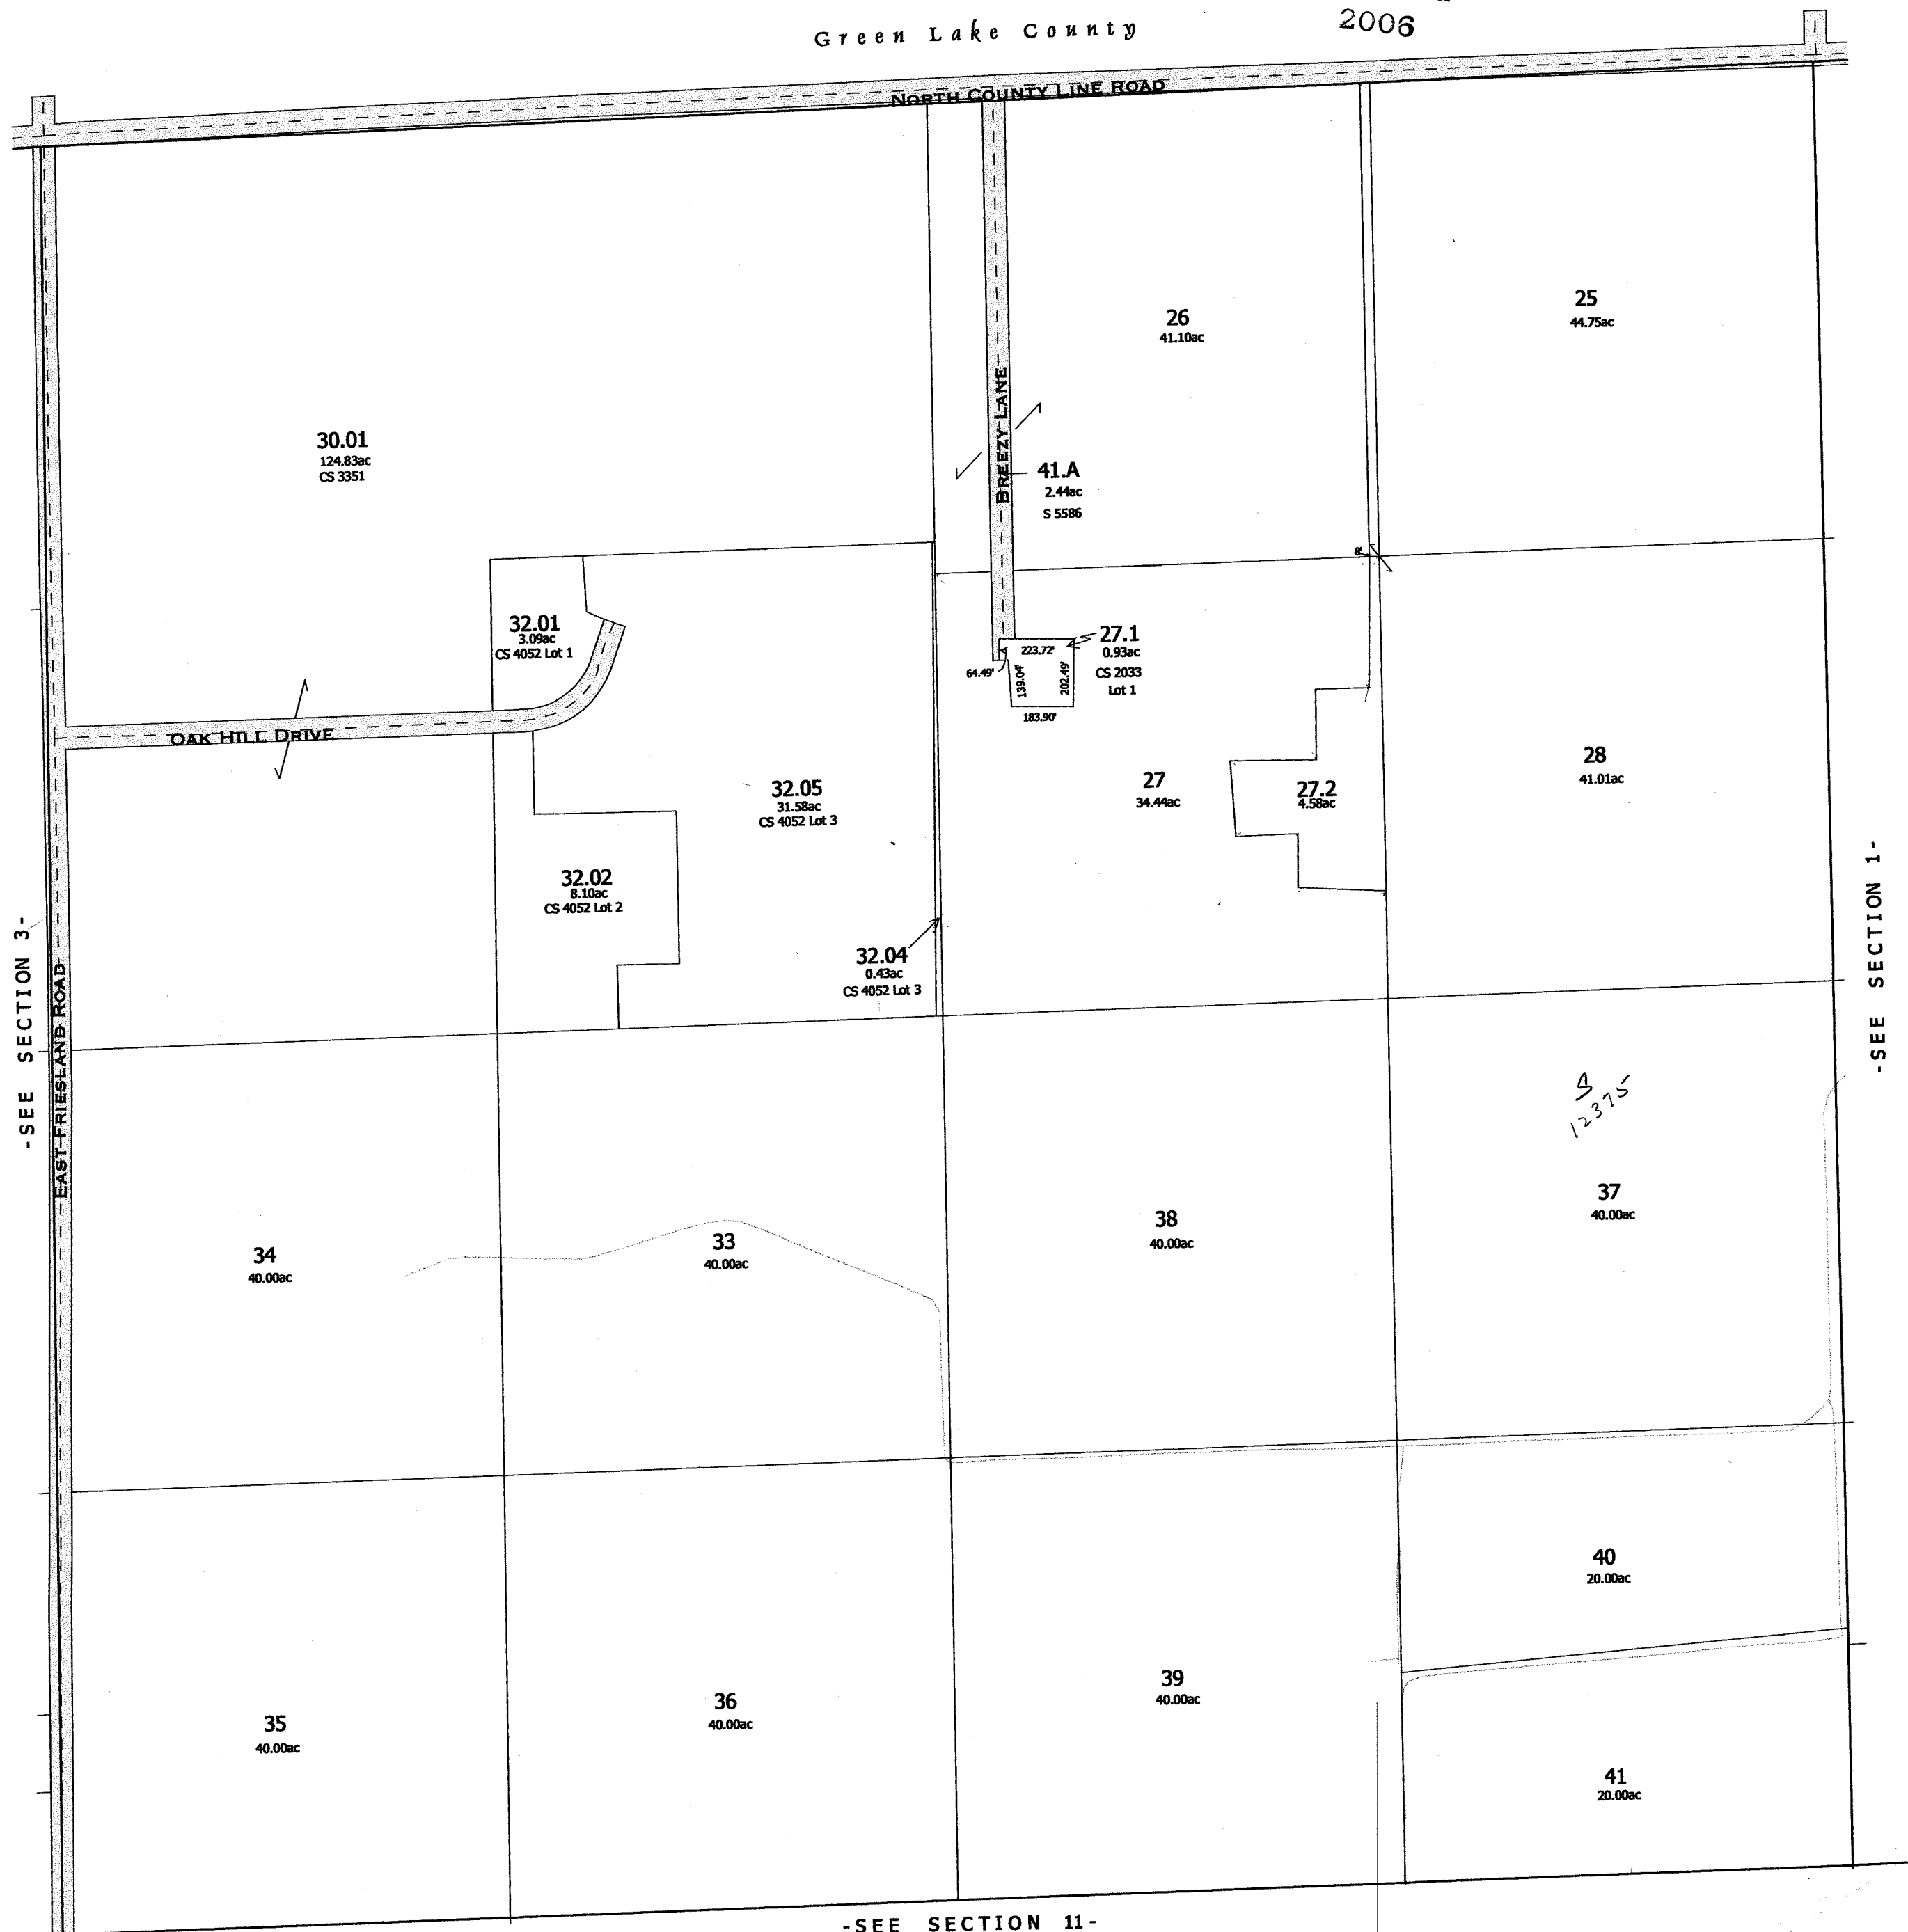 Green Lake County
2006
NORTH COUNTY LINE ROAD
25
44.75ac
26
41.10ac
BREEZY LANE
30.01
124.83ac
CS 3351
41.A
2.44ac
S 5586
8'
32.01
3.09ac
CS 4052 Lot 1
27.1
0.93ac
CS 2033
Lot 1
223.72'
64.49'
139.04'
202.49'
183.90'
OAK HILL DRIVE
32.05
31.58ac
CS 4052 Lot 3
27
34.44ac
27.2
4.58ac
28
41.01ac
32.02
8.10ac
CS 4052 Lot 2
32.04
0.43ac
CS 4052 Lot 3
-SEE SECTION 3-
EAST FRIESLAND ROAD
-SEE SECTION 1-
S
12375
34
40.00ac
33
40.00ac
38
40.00ac
37
40.00ac
35
40.00ac
36
40.00ac
39
40.00ac
40
20.00ac
41
20.00ac
-SEE SECTION 11-